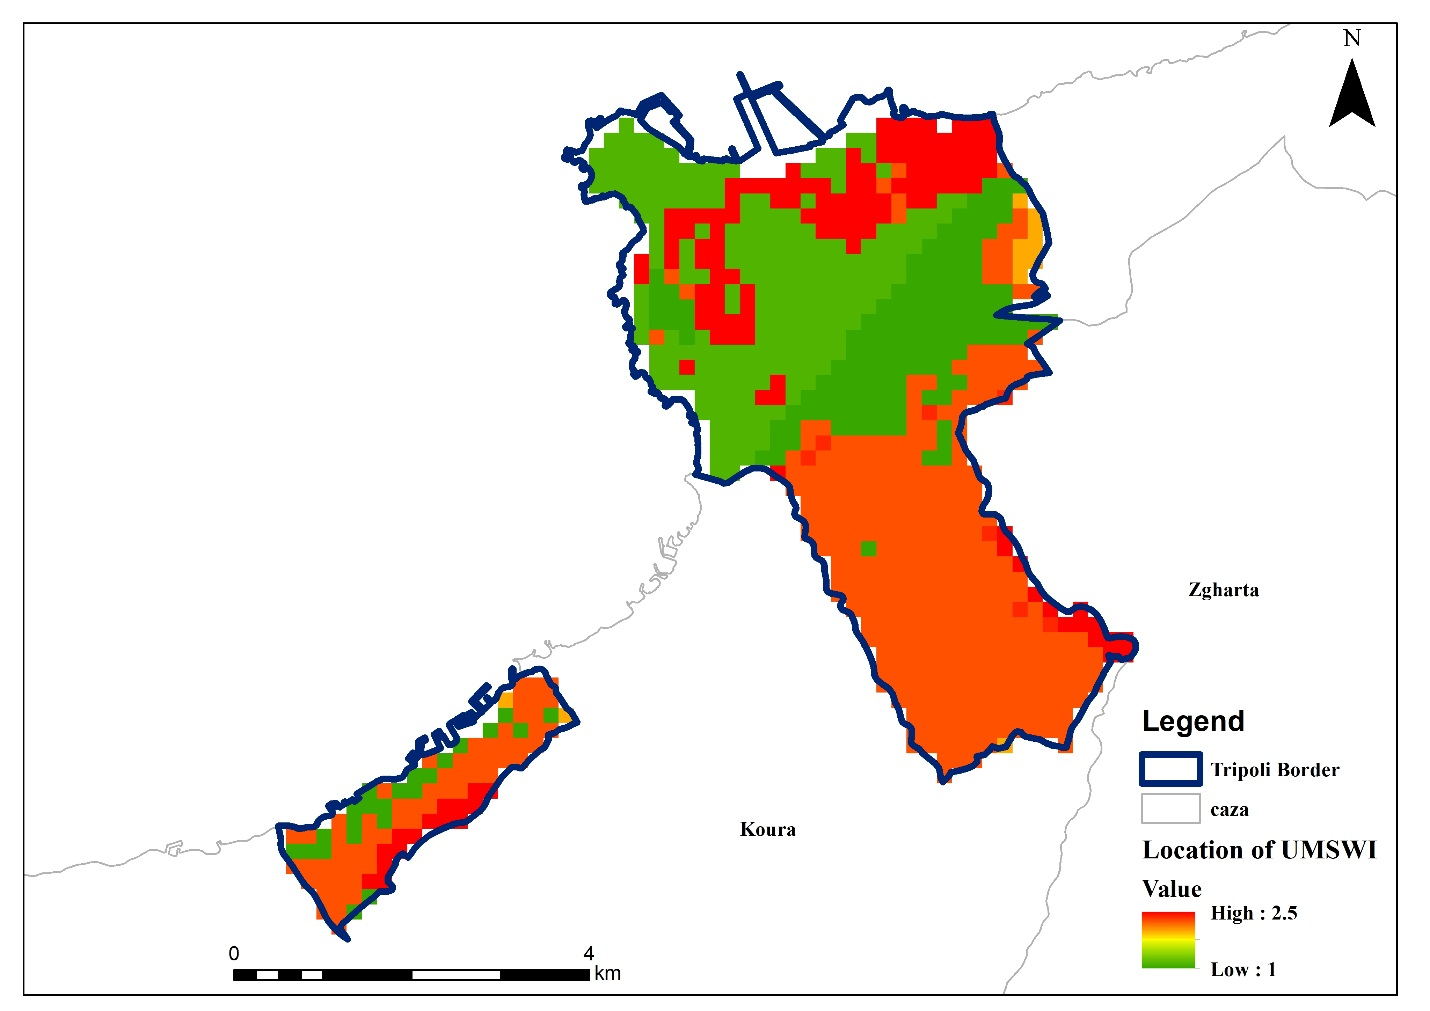 N
Zgharta
Legend
Tripoli Border
Koura
caza
Location of UMSWI
Value
High : 2.5
Low : 1
0 4
km